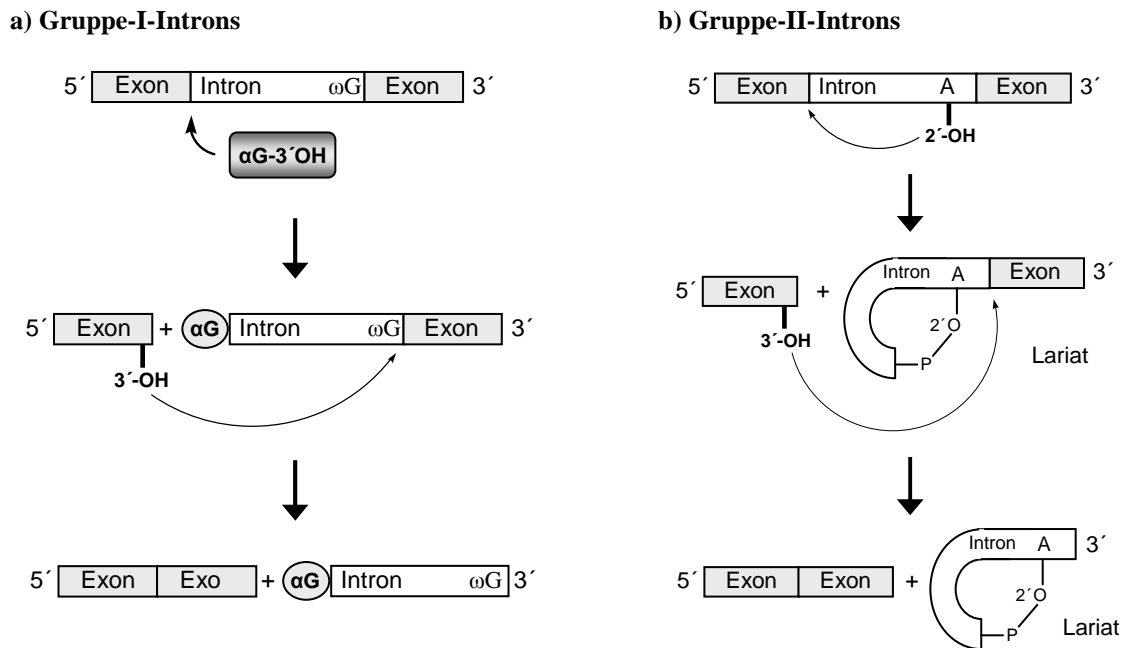 a) Gruppe-I-Introns
5´ Exon Intron ωG Exon 3´
αG-3´OH
5´ Exon + αG Intron ωG Exon 3´
3´-OH
5´ Exon Exo + αG Intron ωG 3´
b) Gruppe-II-Introns
5´ Exon Intron A Exon 3´
2´-OH
5´ Exon + Intron A Exon 3´
3´-OH
2´O
P
Lariat
5´ Exon Exon + Intron A 3´
2´O
P
Lariat